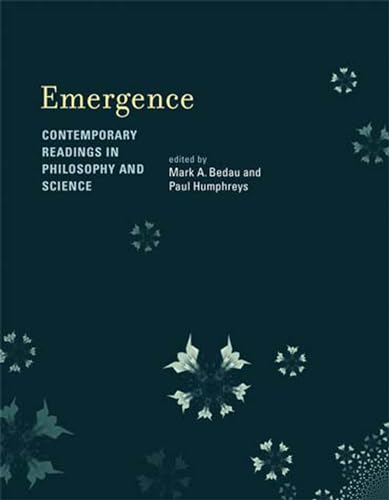 Emergence
CONTEMPORARY
READINGS IN
PHILOSOPHY AND
SCIENCE
edited by
Mark A. Bedau and
Paul Humphreys